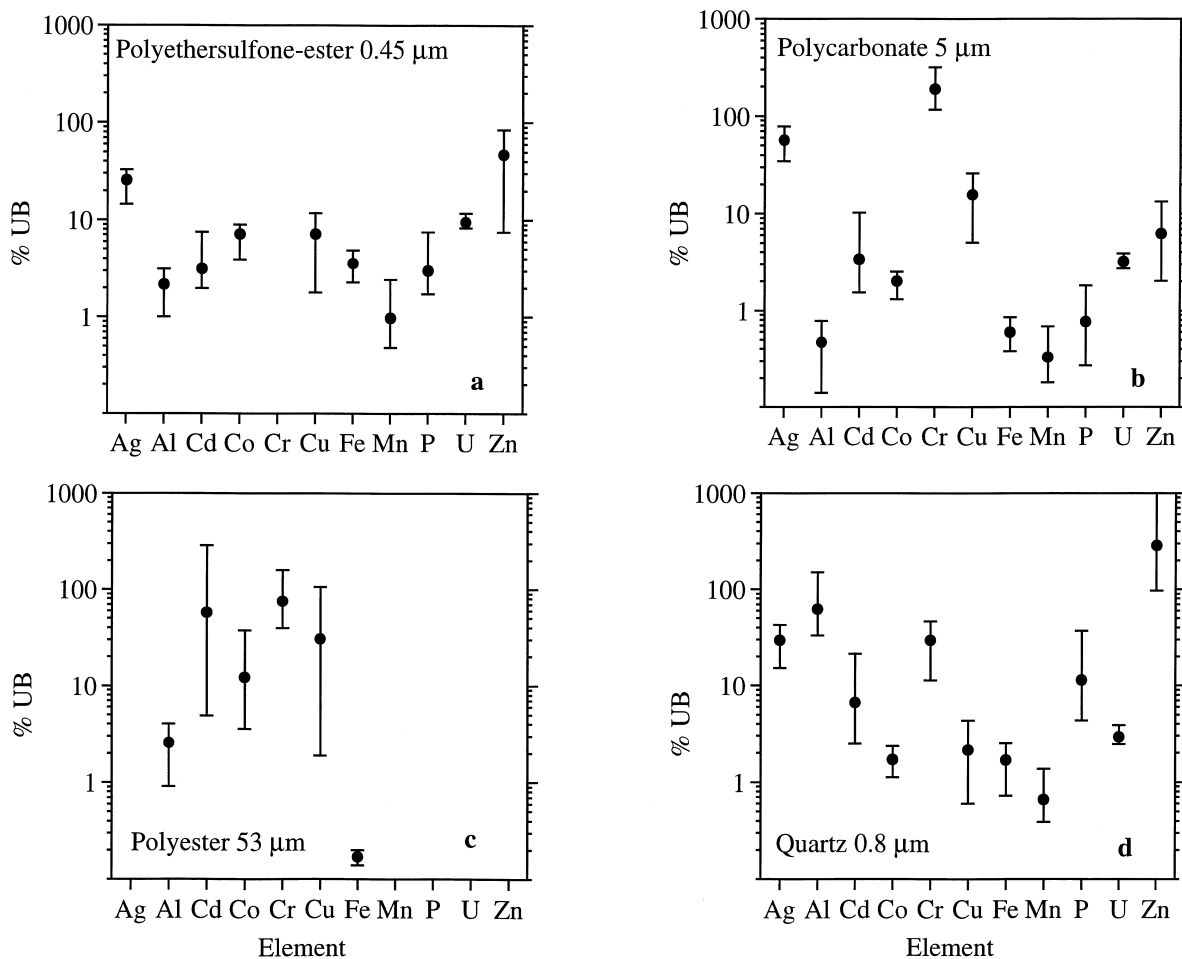 1000
Polyethersulfone-ester 0.45 μm
100
10
1
% UB
a
Ag Al Cd Co Cr Cu Fe Mn P U Zn
1000
Polycarbonate 5 μm
100
10
1
% UB
b
Ag Al Cd Co Cr Cu Fe Mn P U Zn
1000
100
10
1
% UB
Polyester 53 μm
c
Ag Al Cd Co Cr Cu Fe Mn P U Zn
Element
1000
100
10
1
% UB
Quartz 0.8 μm
d
Ag Al Cd Co Cr Cu Fe Mn P U Zn
Element